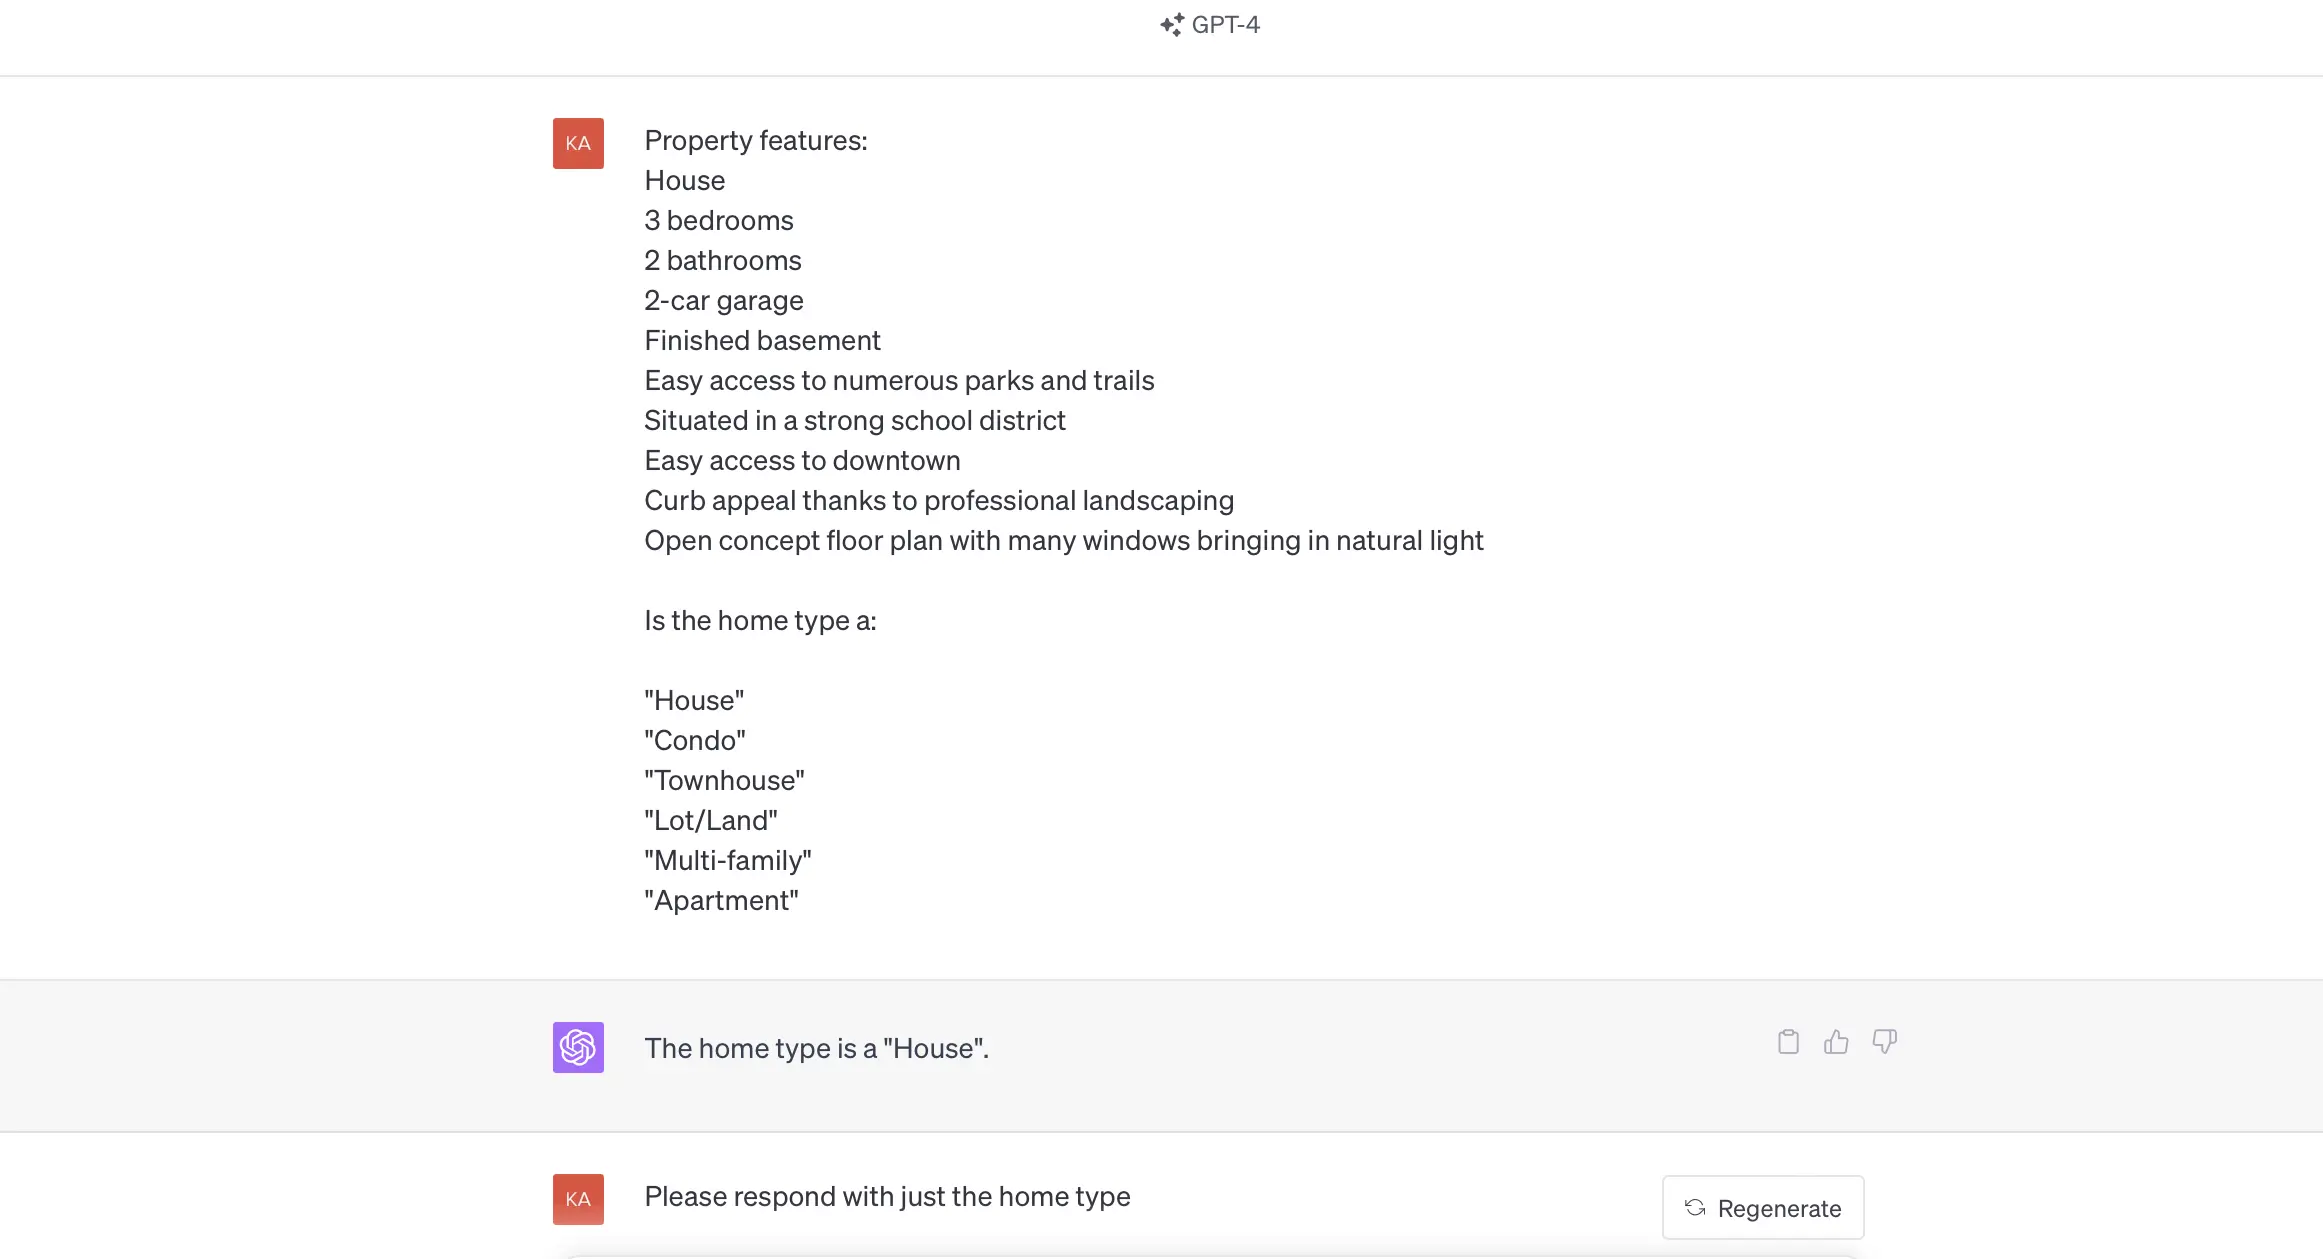 GPT-4
KA
Property features:
House
3 bedrooms
2 bathrooms
2-car garage
Finished basement
Easy access to numerous parks and trails
Situated in a strong school district
Easy access to downtown
Curb appeal thanks to professional landscaping
Open concept floor plan with many windows bringing in natural light
Is the home type a:
"House"
"Condo"
"Townhouse"
"Lot/Land"
"Multi-family"
"Apartment"
The home type is a "House".
KA
Please respond with just the home type
Regenerate